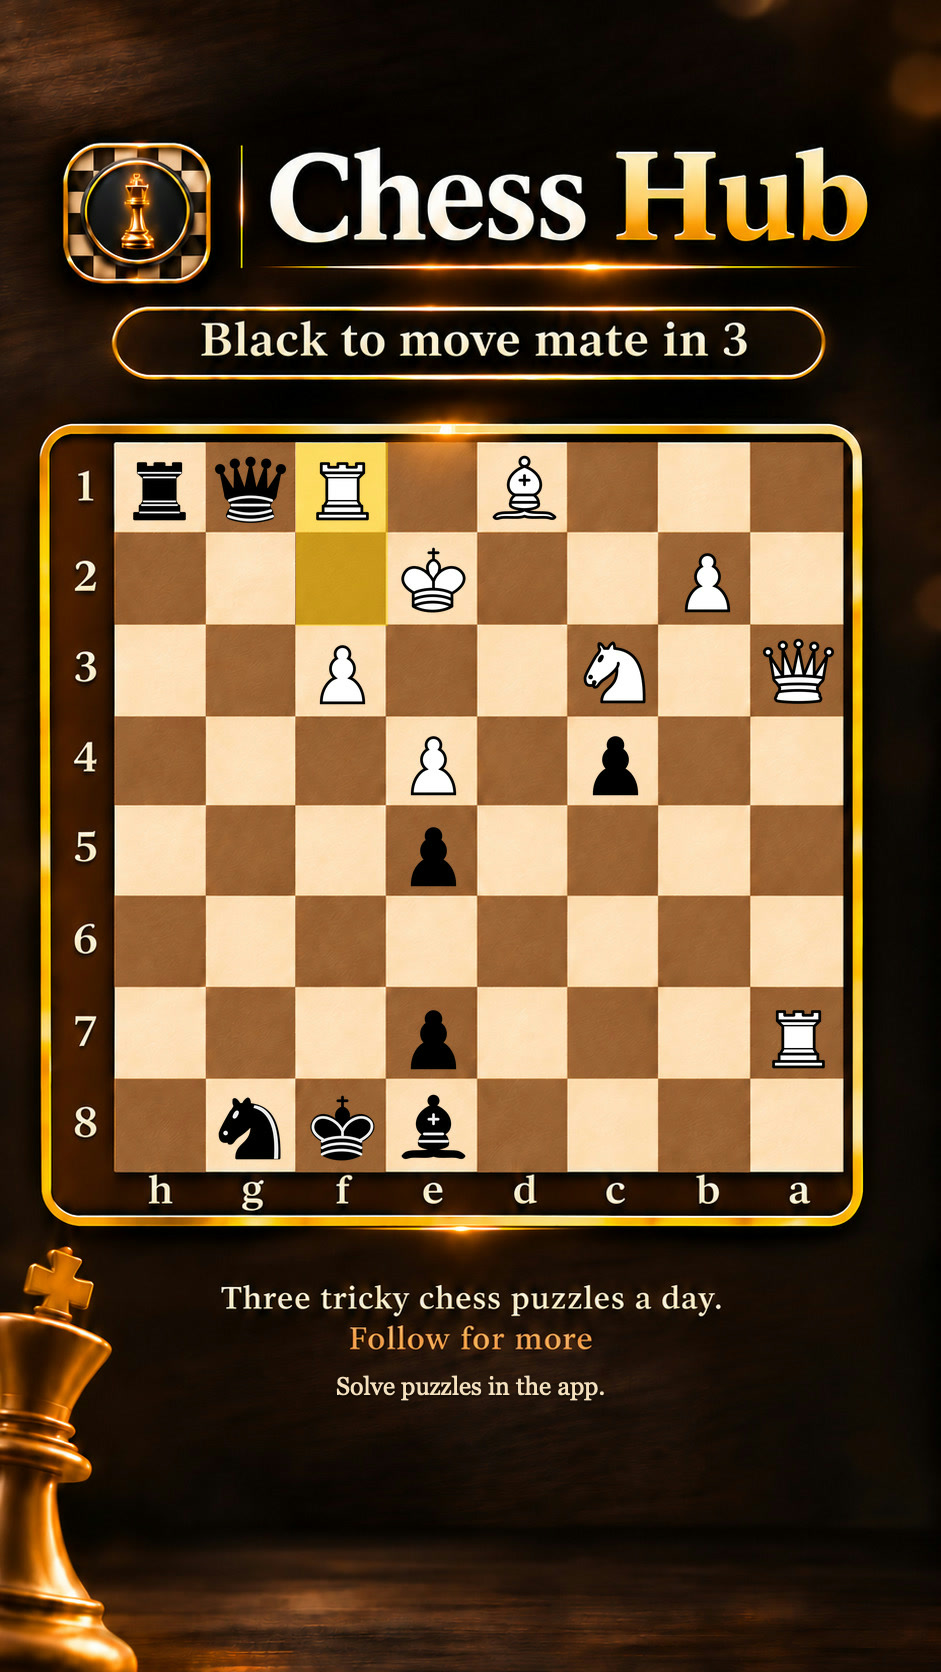 Chess Hub
Black to move mate in 3
1
2
3
4
5
6
7
8
h g f e d c b a
Three tricky chess puzzles a day.
Follow for more
Solve puzzles in the app.